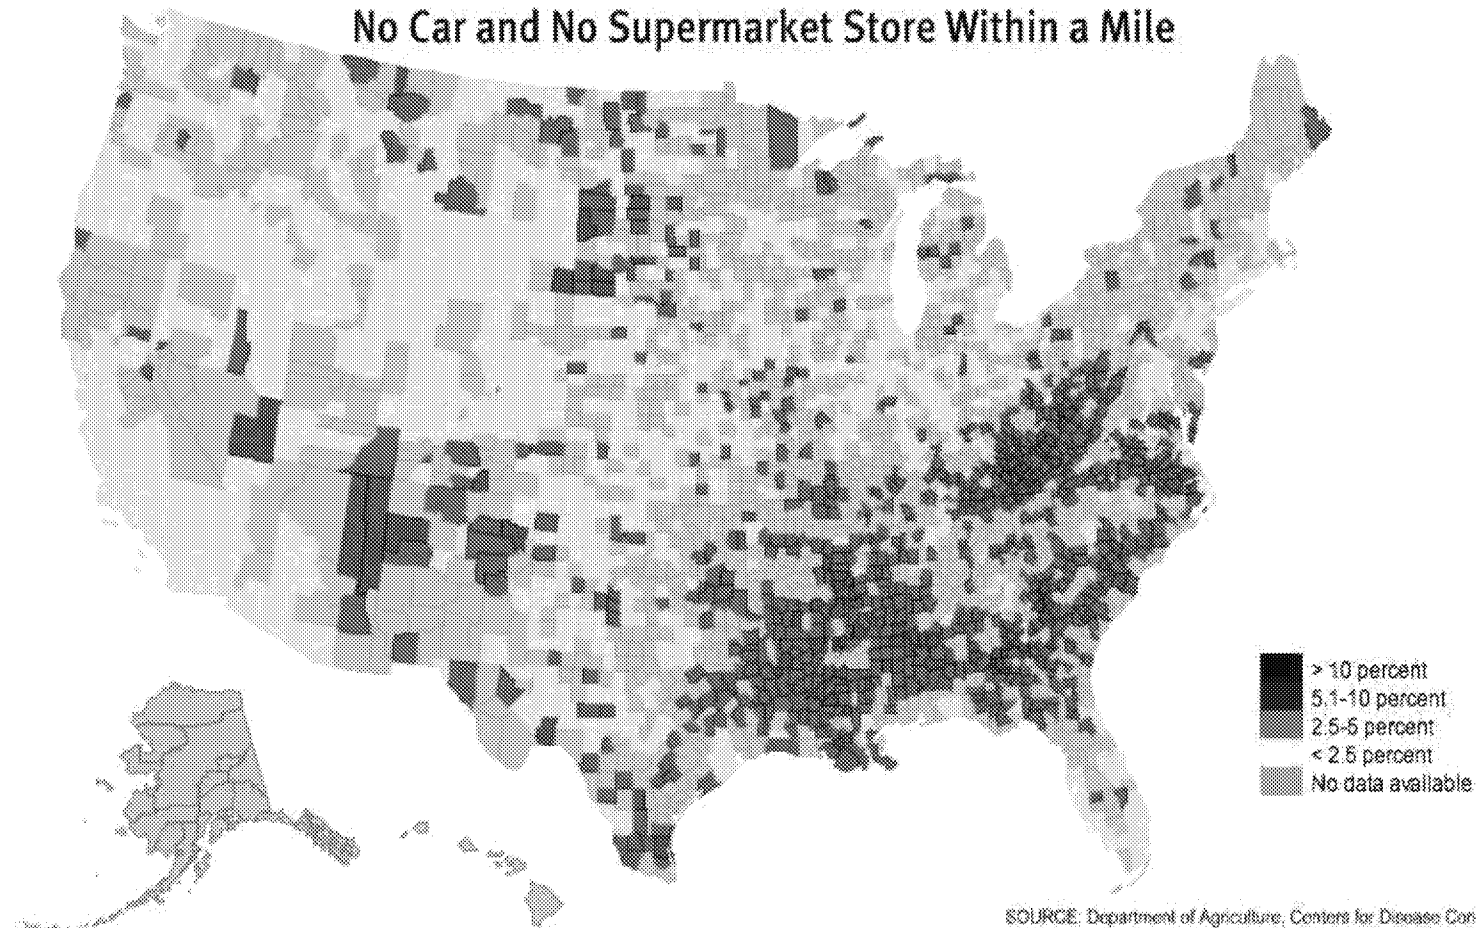 No Car and No Supermarket Store Within a Mile
> 10 percent
5.1-10 percent
2.5-5 percent
< 2.5 percent
No data available
SOURCE: Department of Agriculture, Centers for Disease Con